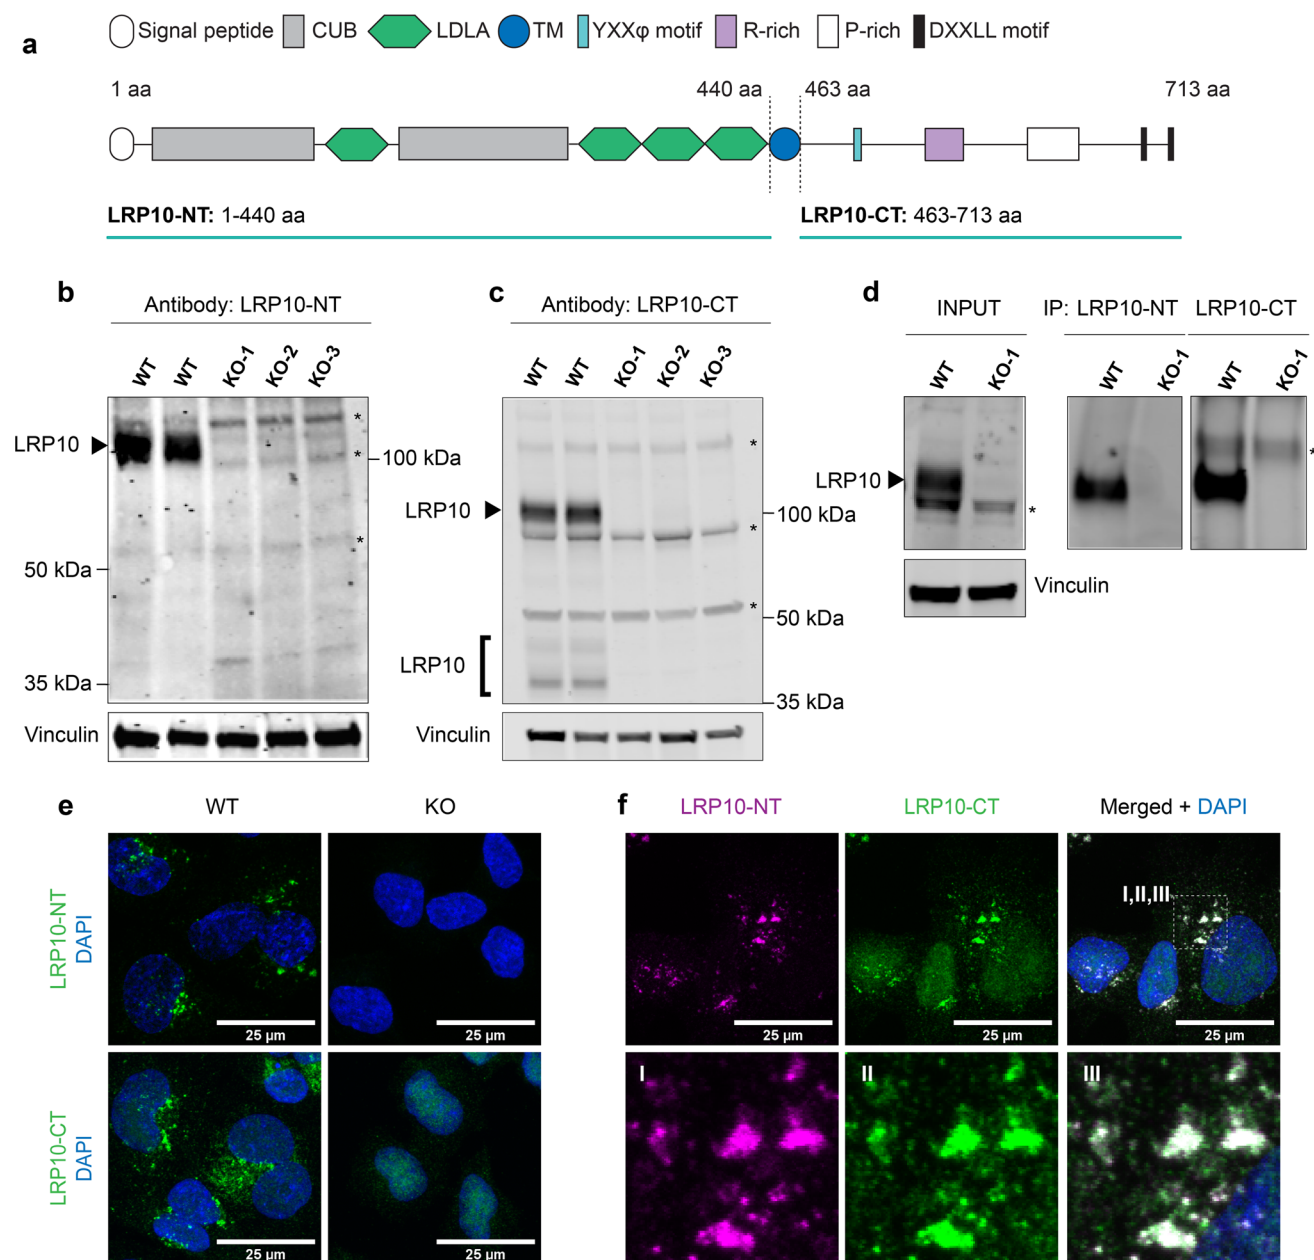 a
Signal peptide CUB LDLA TM YXXφ motif R-rich P-rich DXXLL motif
1 aa 440 aa 463 aa 713 aa
LRP10-NT: 1-440 aa LRP10-CT: 463-713 aa
b
Antibody: LRP10-NT
WT WT KO-1 KO-2 KO-3
LRP10
*
*
100 kDa
*
50 kDa
35 kDa
Vinculin
c
Antibody: LRP10-CT
WT WT KO-1 KO-2 KO-3
*
LRP10
100 kDa
*
*
50 kDa
LRP10
35 kDa
Vinculin
d
INPUT IP: LRP10-NT LRP10-CT
WT KO-1 WT KO-1 WT KO-1
*
LRP10
*
Vinculin
e
WT KO
LRP10-NT
DAPI
25 µm 25 µm
LRP10-CT
DAPI
25 µm 25 µm
f
LRP10-NT LRP10-CT Merged + DAPI
I,II,III
25 µm 25 µm 25 µm
I II III